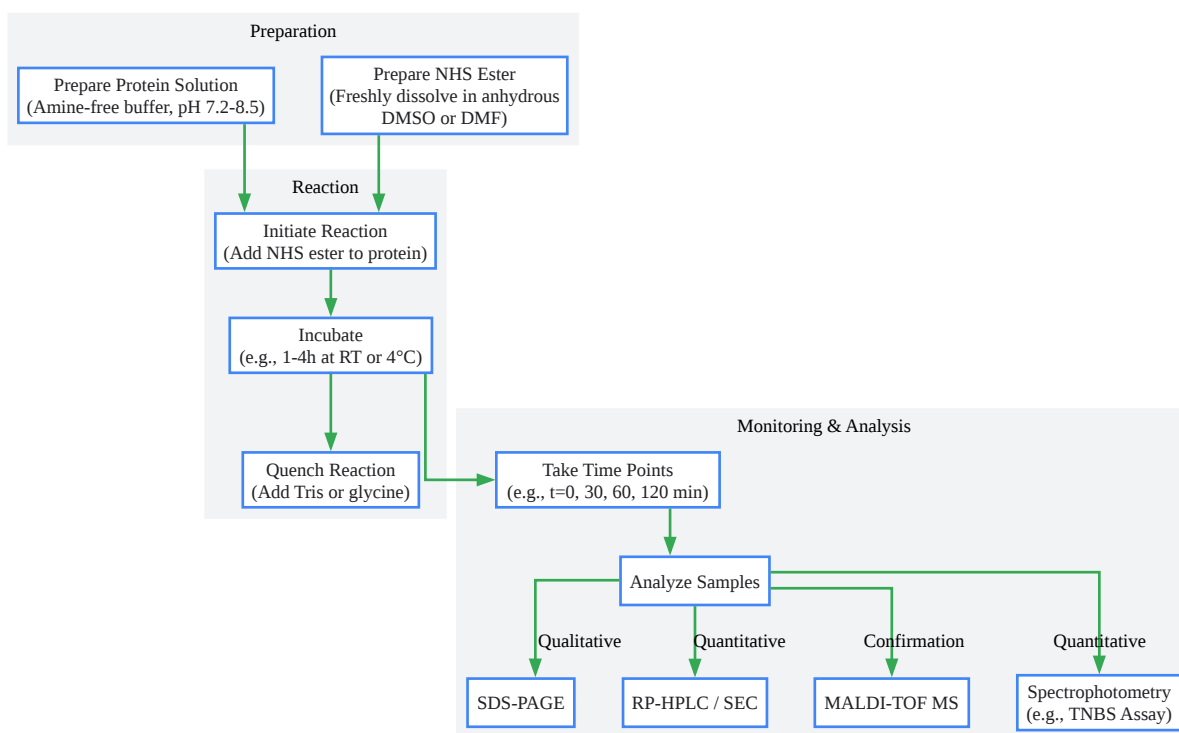 Preparation
Prepare Protein Solution
(Amine-free buffer, pH 7.2-8.5)
Prepare NHS Ester
(Freshly dissolve in anhydrous
DMSO or DMF)
Reaction
Initiate Reaction
(Add NHS ester to protein)
Incubate
(e.g., 1-4h at RT or 4°C)
Quench Reaction
(Add Tris or glycine)
Monitoring & Analysis
Take Time Points
(e.g., t=0, 30, 60, 120 min)
Analyze Samples
Qualitative
Quantitative
Confirmation
Quantitative
SDS-PAGE
RP-HPLC / SEC
MALDI-TOF MS
Spectrophotometry
(e.g., TNBS Assay)